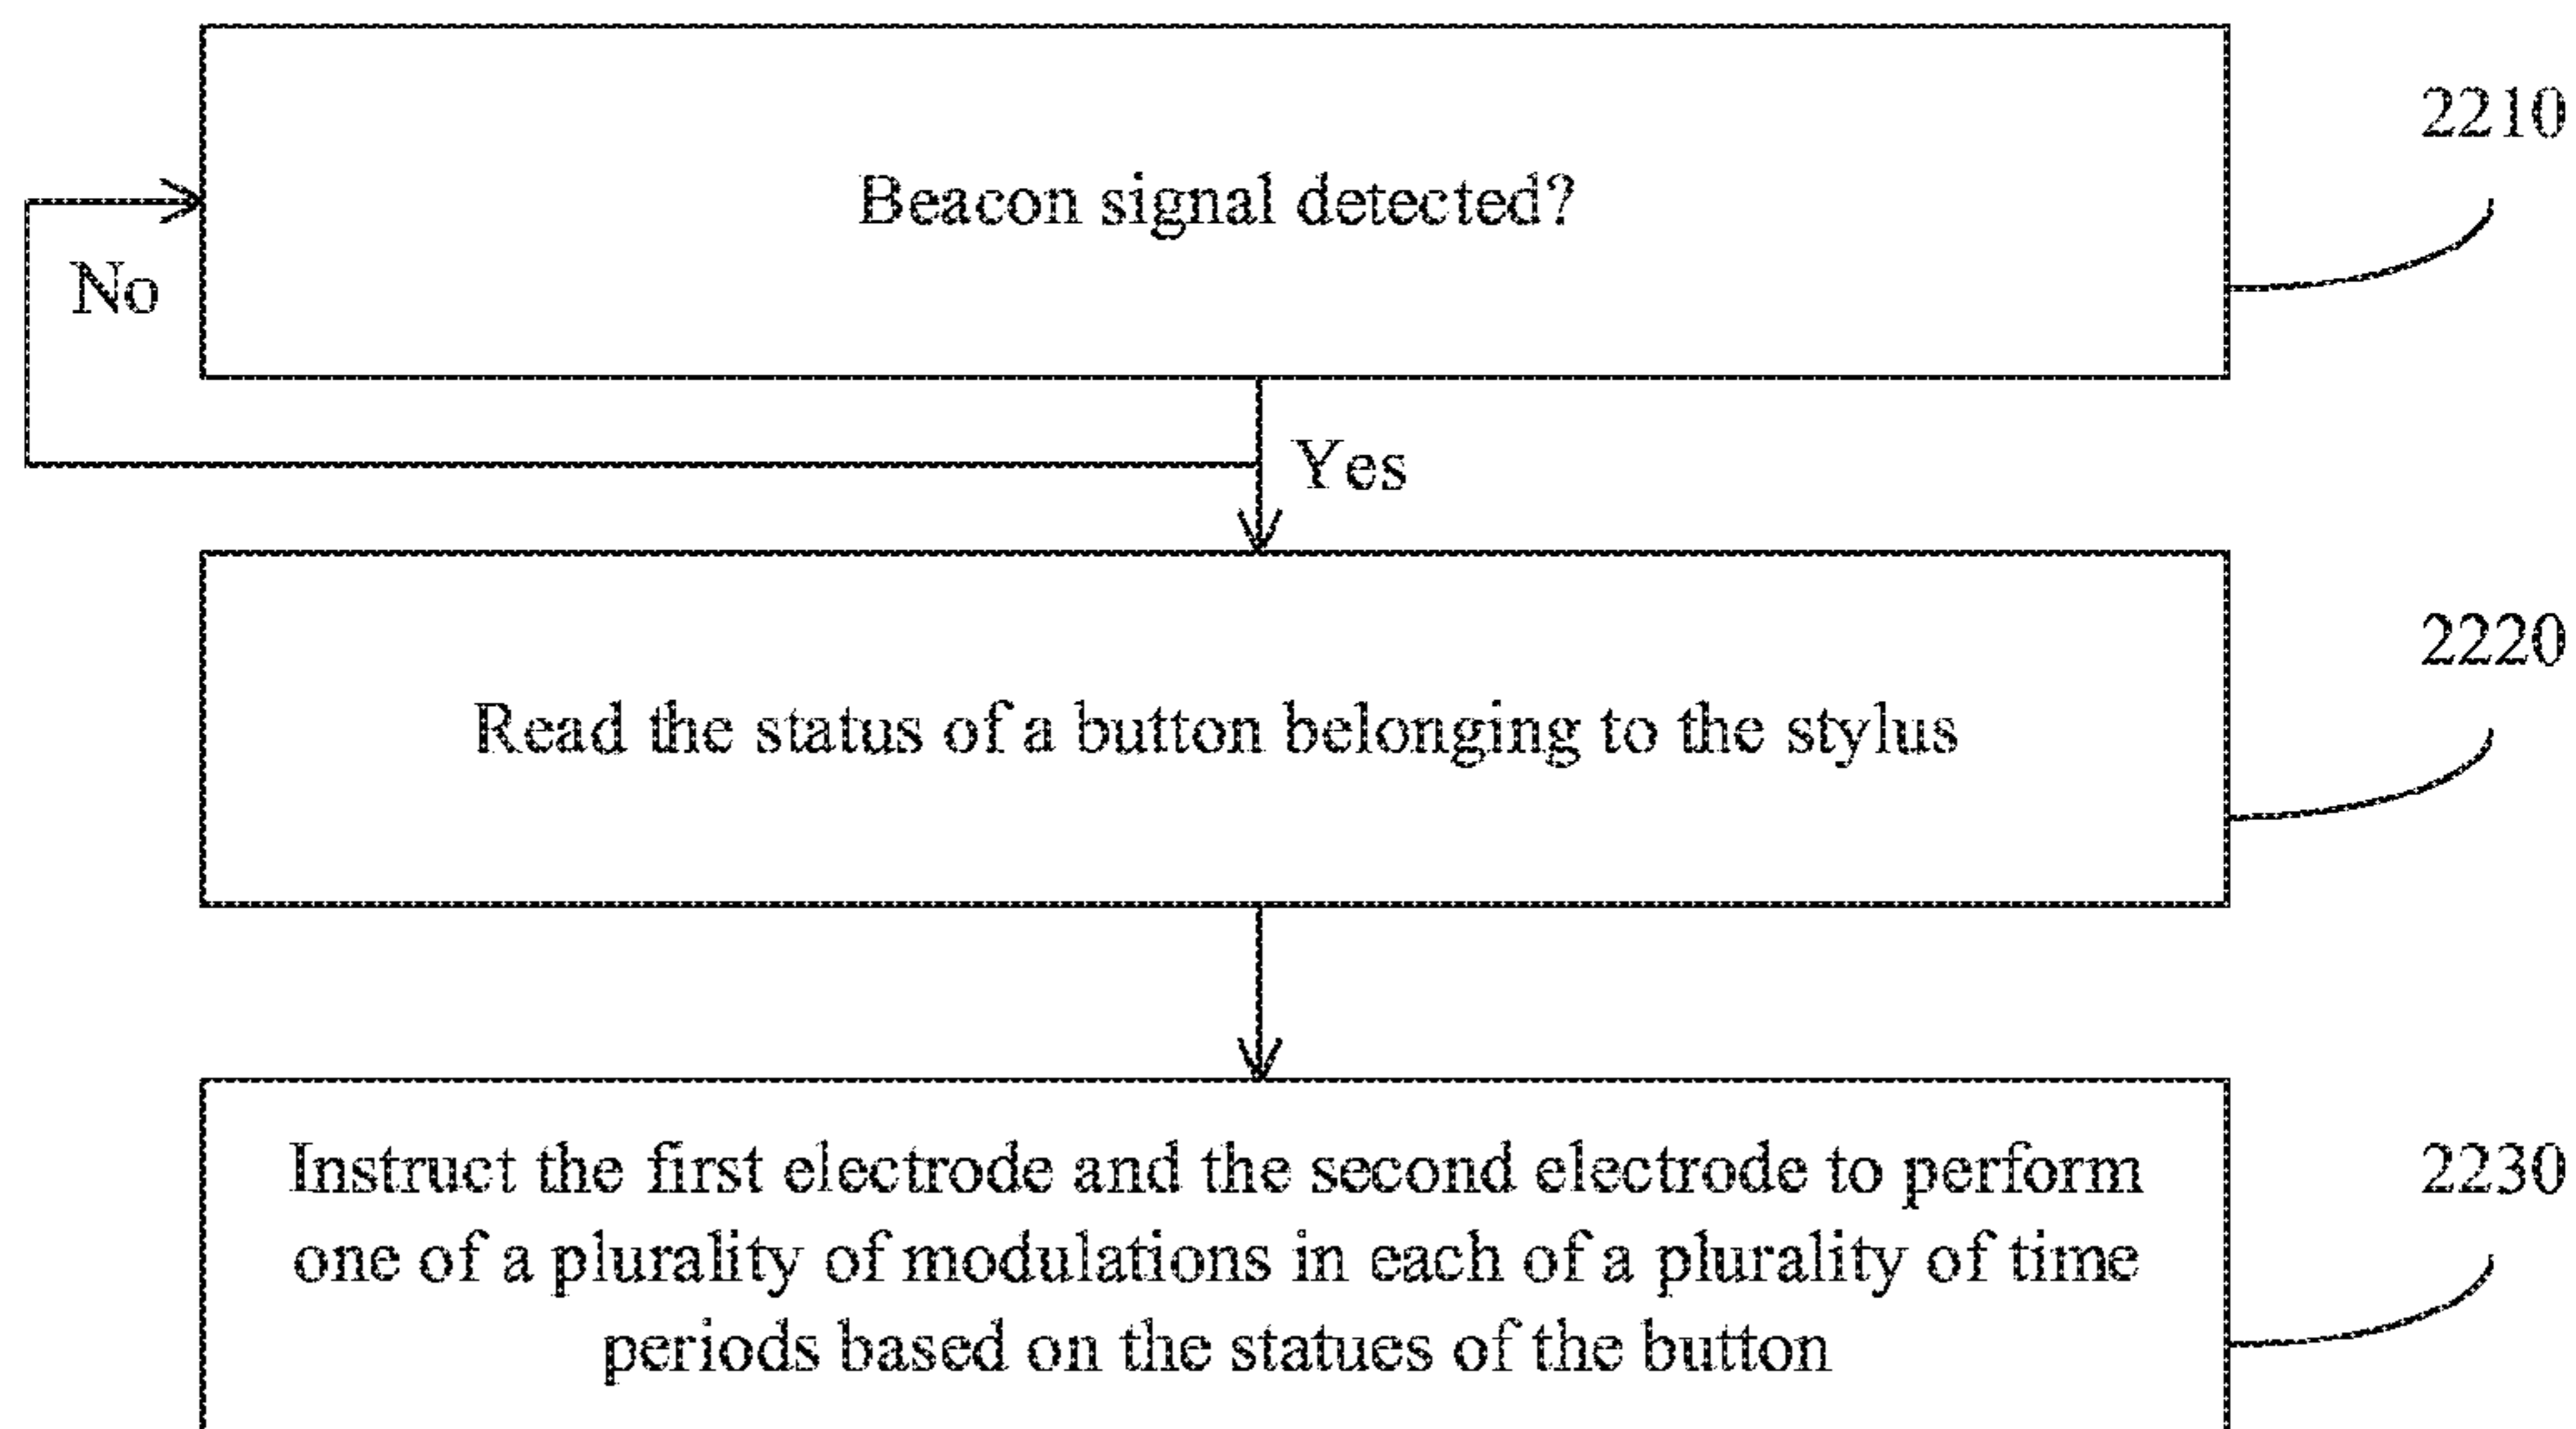 2210
Beacon signal detected?
No
Yes
2220
Read the status of a button belonging to the stylus
2230
Instruct the first electrode and the second electrode to perform
one of a plurality of modulations in each of a plurality of time
periods based on the statues of the button